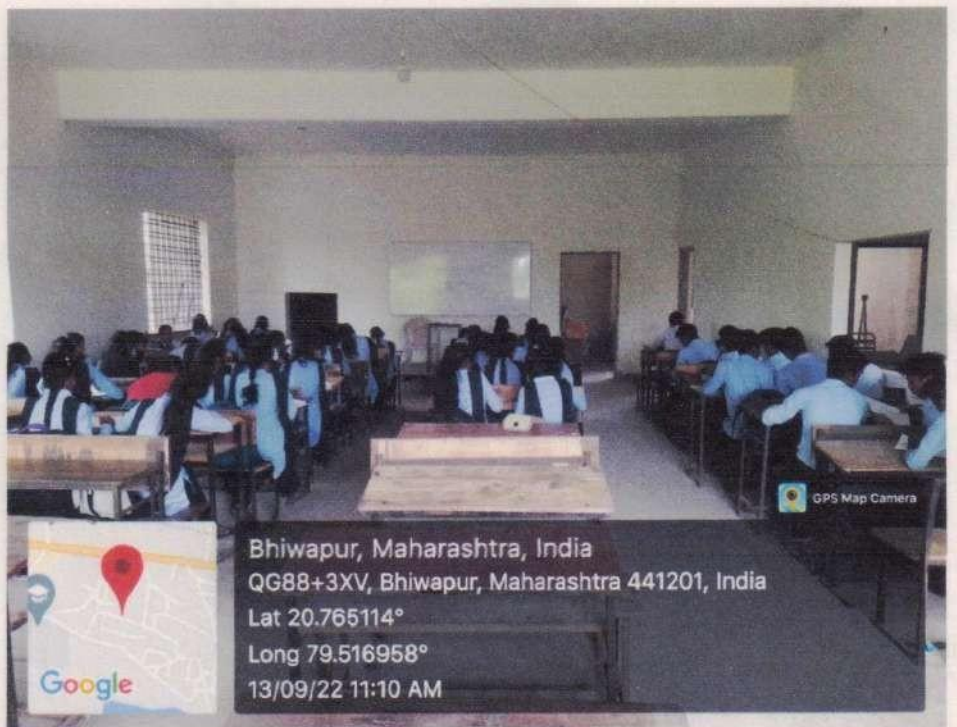 GPS Map Camera
Bhiwapur, Maharashtra, India
QG88+3XV, Bhiwapur, Maharashtra 441201, India
Lat 20.765114°
Long 79.516958°
13/09/22 11:10 AM
Google